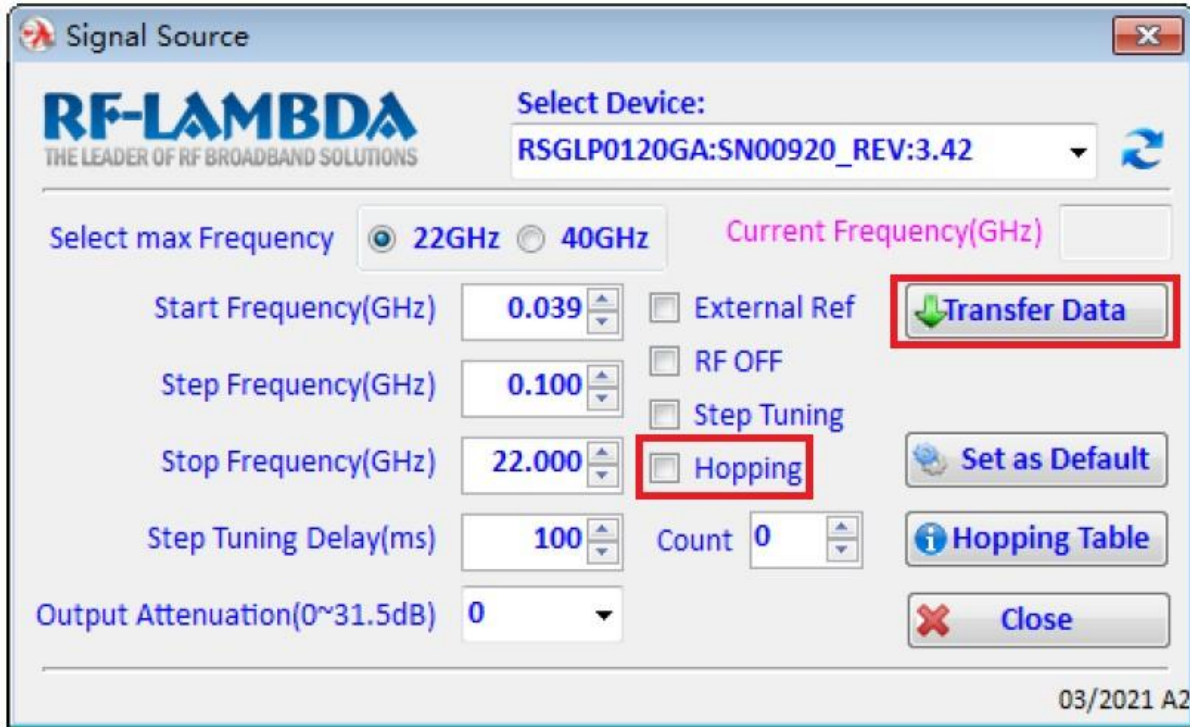 Signal Source
RF-LAMBDA
THE LEADER OF RF BROADBAND SOLUTIONS
Select Device:
RSGLP0120GA:SN00920_REV:3.42
Select max Frequency 22GHz 40GHz
Current Frequency(GHz)
Start Frequency(GHz) 0.039
External Ref
Transfer Data
RF OFF
Step Frequency(GHz) 0.100
Step Tuning
Stop Frequency(GHz) 22.000
Hopping
Set as Default
Step Tuning Delay(ms) 100
Count 0
Hopping Table
Output Attenuation(0~31.5dB) 0
Close
03/2021 A2